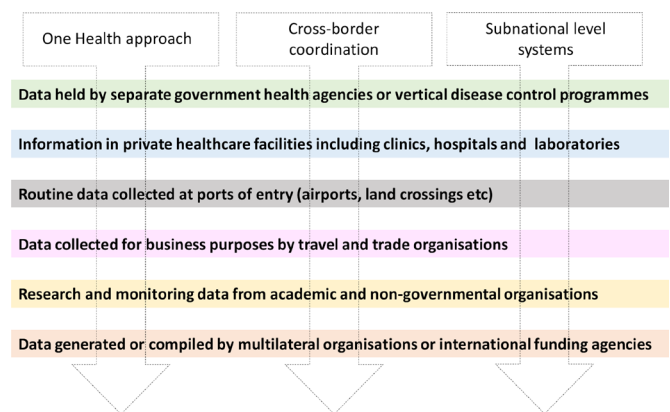 One Health approach
Cross-border
coordination
Subnational level
systems
Data held by separate government health agencies or vertical disease control programmes
Information in private healthcare facilities including clinics, hospitals and laboratories
Routine data collected at ports of entry (airports, land crossings etc)
Data collected for business purposes by travel and trade organisations
Research and monitoring data from academic and non-governmental organisations
Data generated or compiled by multilateral organisations or international funding agencies